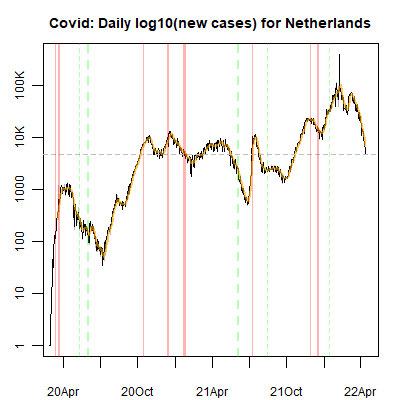 Covid: Daily log10(new cases) for Netherlands
100K
10K
1000
100
10
1
20Apr 20Oct 21Apr 21Oct 22Apr